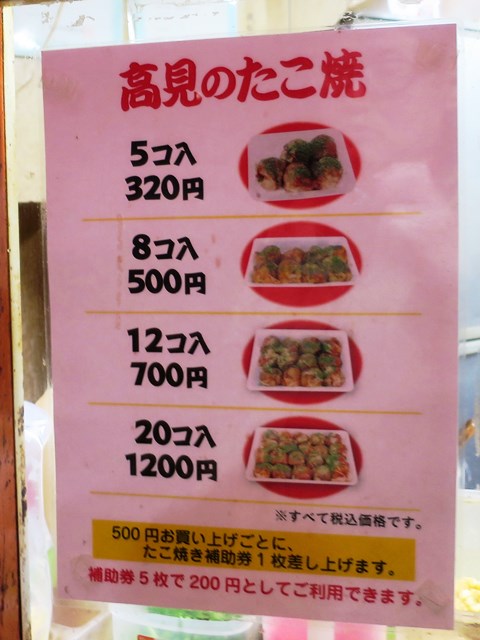 高見のたこ焼
5コ入
320円
8コ入
500円
12コ入
700円
20コ入
1200円
※すべて税込価格です。
500円お買い上げごとに、
たこ焼き補助券1枚差し上げます。
補助券5枚で200円としてご利用できます。